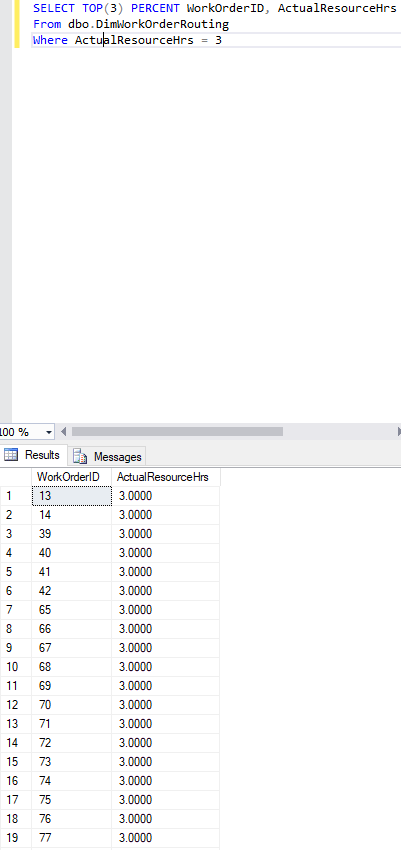 SELECT TOP(3) PERCENT WorkOrderID, ActualResourceHrs
From dbo.DimWorkOrderRouting
Where ActualResourceHrs = 3
100 %
Results Messages
WorkOrderID ActualResourceHrs
1 13 3.0000
2 14 3.0000
3 39 3.0000
4 40 3.0000
5 41 3.0000
6 42 3.0000
7 65 3.0000
8 66 3.0000
9 67 3.0000
10 68 3.0000
11 69 3.0000
12 70 3.0000
13 71 3.0000
14 72 3.0000
15 73 3.0000
16 74 3.0000
17 75 3.0000
18 76 3.0000
19 77 3.0000